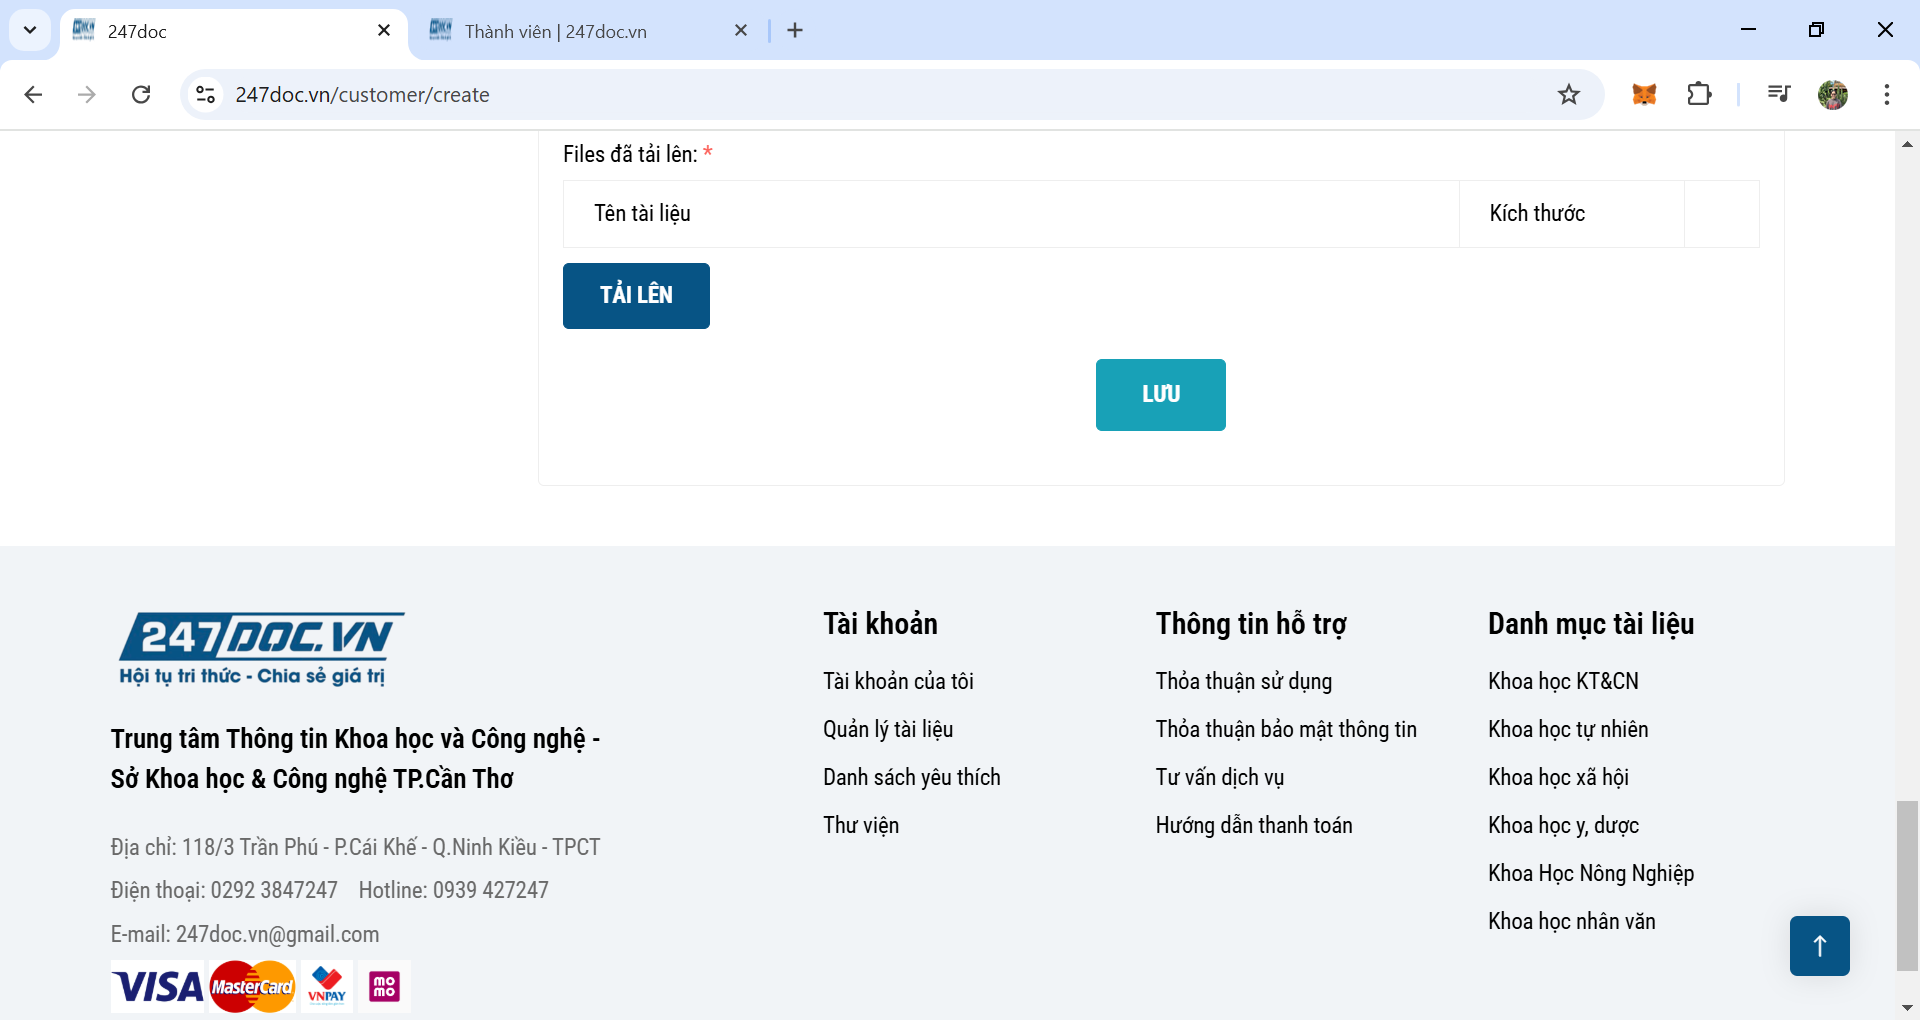 247doc
Thành viên | 247doc.vn
247doc.vn/customer/create
Files đã tải lên: *
Tên tài liệu
Kích thước
TẢI LÊN
LƯU
247DOC.VN
Hội tụ tri thức - Chia sẻ giá trị
Trung tâm Thông tin Khoa học và Công nghệ -
Sở Khoa học & Công nghệ TP.Cần Thơ
Địa chỉ: 118/3 Trần Phú - P.Cái Khế - Q.Ninh Kiều - TPCT
Điện thoại: 0292 3847247 Hotline: 0939 427247
E-mail: 247doc.vn@gmail.com
VISA MasterCard VNPAY
mo
mo
Tài khoản
Tài khoản của tôi
Quản lý tài liệu
Danh sách yêu thích
Thư viện
Thông tin hỗ trợ
Thỏa thuận sử dụng
Thỏa thuận bảo mật thông tin
Tư vấn dịch vụ
Hướng dẫn thanh toán
Danh mục tài liệu
Khoa học KT&CN
Khoa học tự nhiên
Khoa học xã hội
Khoa học y, dược
Khoa Học Nông Nghiệp
Khoa học nhân văn